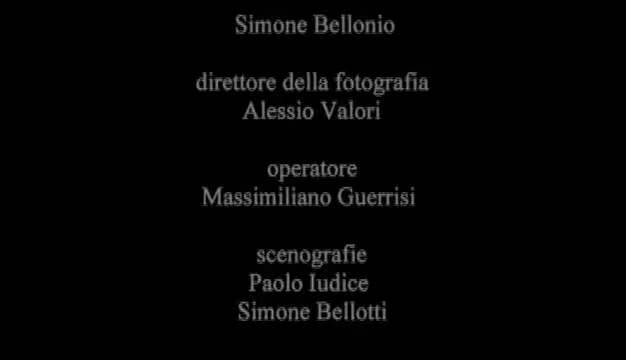 Simone Bellonio
direttore della fotografia
Alessio Valori
operatore
Massimiliano Guerrisi
scenografie
Paolo Iudice
Simone Bellotti